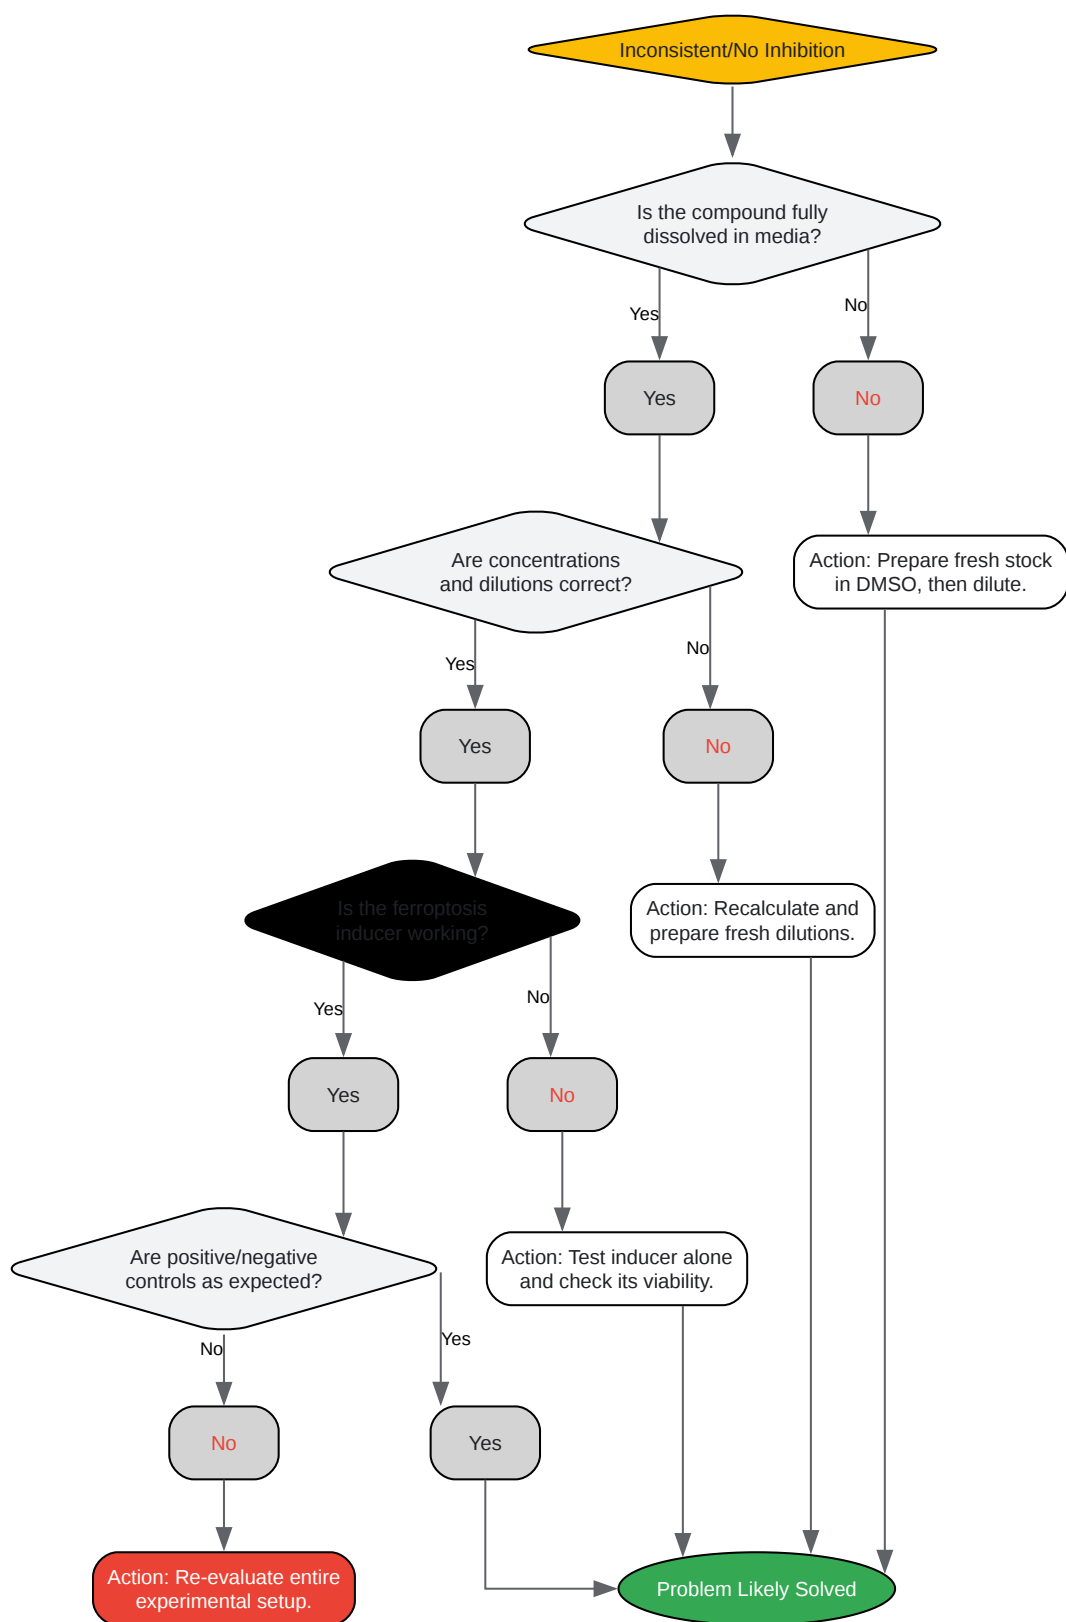 Inconsistent/No Inhibition
Is the compound fully
dissolved in media?
Yes
No
Yes
No
Are concentrations
and dilutions correct?
Action: Prepare fresh stock
in DMSO, then dilute.
Yes
No
Yes
No
Is the ferroptosis
inducer working?
Action: Recalculate and
prepare fresh dilutions.
Yes
No
Yes
No
Are positive/negative
controls as expected?
Action: Test inducer alone
and check its viability.
No
Yes
No
Yes
Action: Re-evaluate entire
experimental setup.
Problem Likely Solved